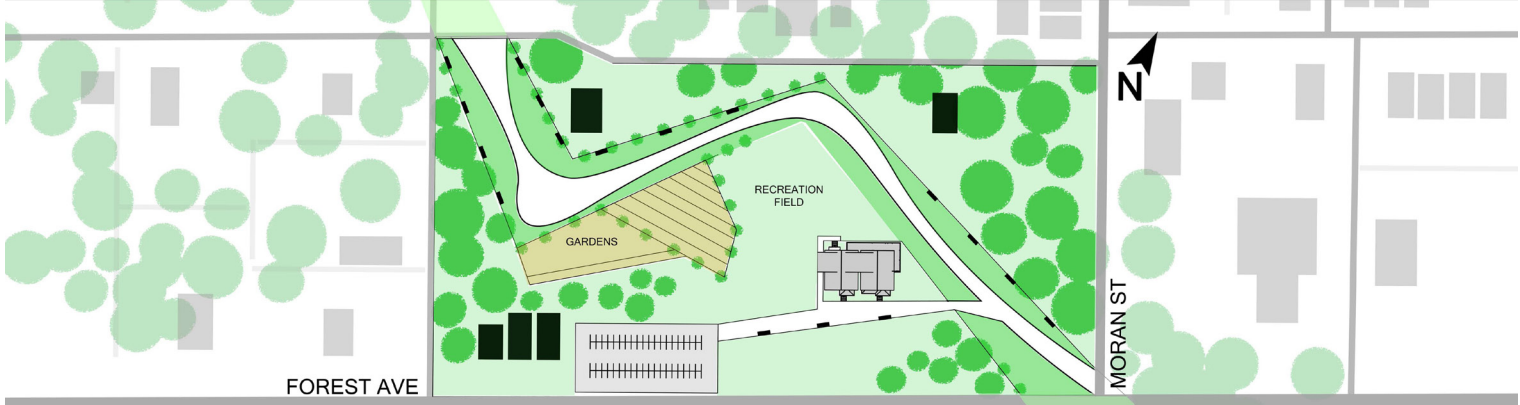 N
RECREATION
FIELD
GARDENS
MORAN ST
FOREST AVE